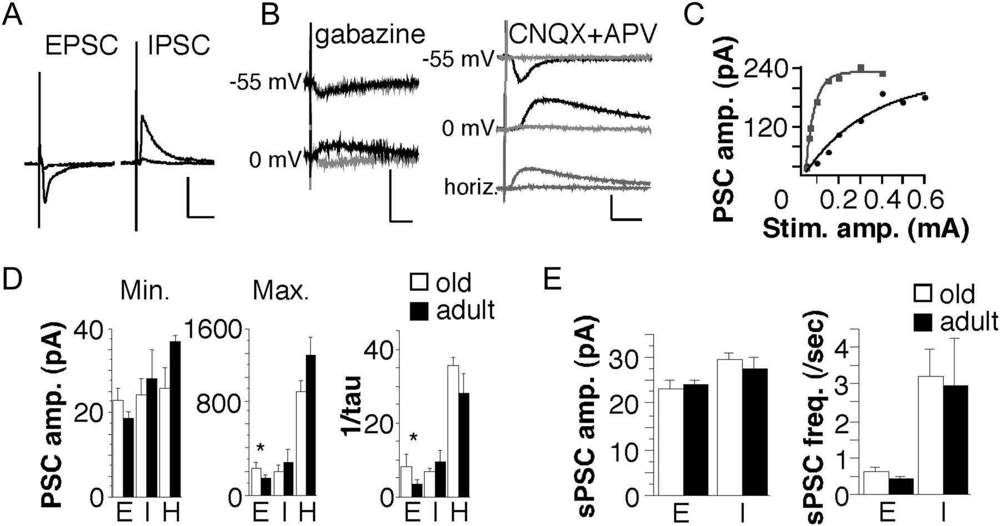 A
EPSC
IPSC
B
gabazine
-55 mV
0 mV
CNQX+APV
-55 mV
0 mV
horiz.
C
PSC amp. (pA)
240
120
0
0.2
0.4
0.6
Stim. amp. (mA)
D
Min.
Max.
old
adult
PSC amp. (pA)
40
20
0
E
I
H
1600
800
0
*
E
I
H
1/tau
40
20
0
*
E
I
H
E
old
adult
sPSC amp. (pA)
30
20
10
0
E
I
sPSC freq. (/sec)
4
3
2
1
0
E
I